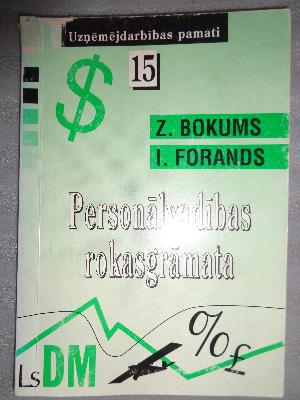 Uzņēmējdarbības pamati
$
15
Z. BOKUMS
I. FORANDS
Personālvadības
rokasgrāmata
% £
Ls DM